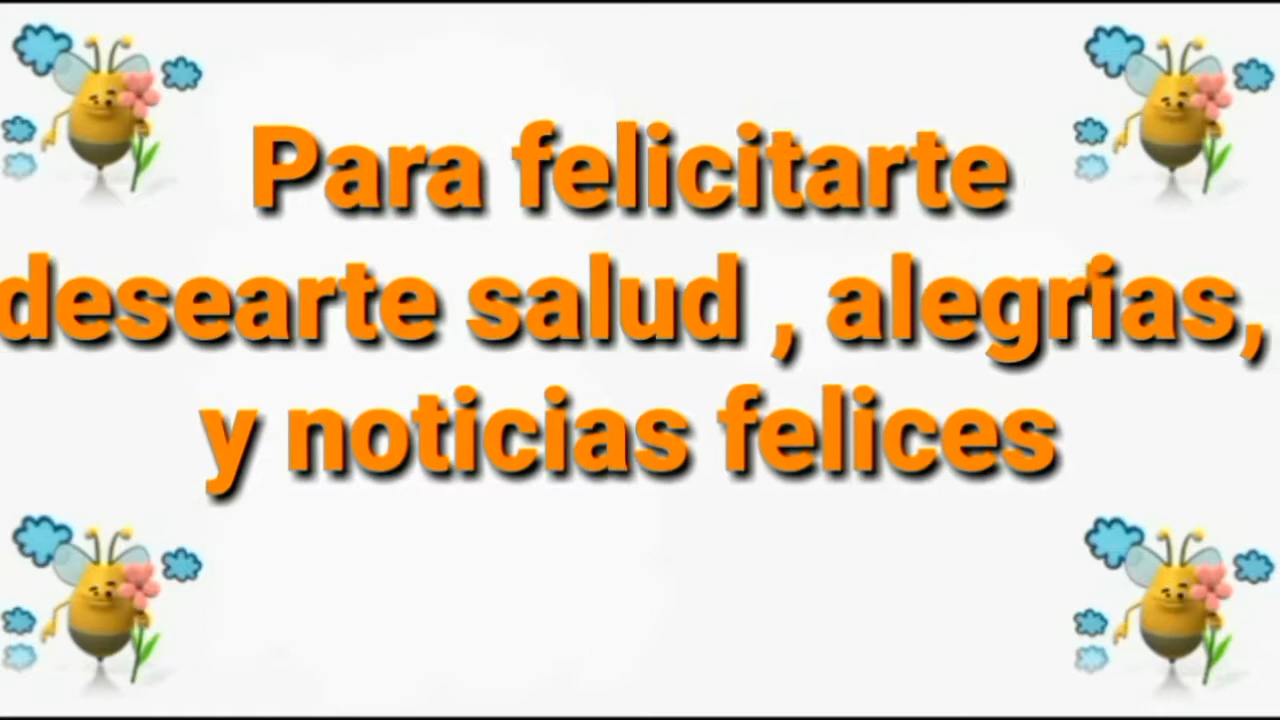 Para felicitarte
desearte salud , alegrias,
y noticias felices